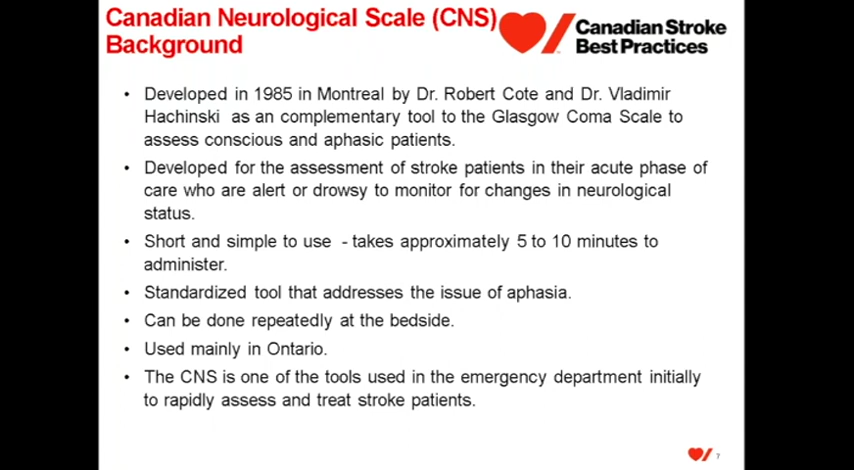 Canadian Neurological Scale (CNS)
Background
Canadian Stroke
Best Practices
• Developed in 1985 in Montreal by Dr. Robert Cote and Dr. Vladimir
Hachinski as an complementary tool to the Glasgow Coma Scale to
assess conscious and aphasic patients.
• Developed for the assessment of stroke patients in their acute phase of
care who are alert or drowsy to monitor for changes in neurological
status.
• Short and simple to use - takes approximately 5 to 10 minutes to
administer.
• Standardized tool that addresses the issue of aphasia.
• Can be done repeatedly at the bedside.
• Used mainly in Ontario.
• The CNS is one of the tools used in the emergency department initially
to rapidly assess and treat stroke patients.
7